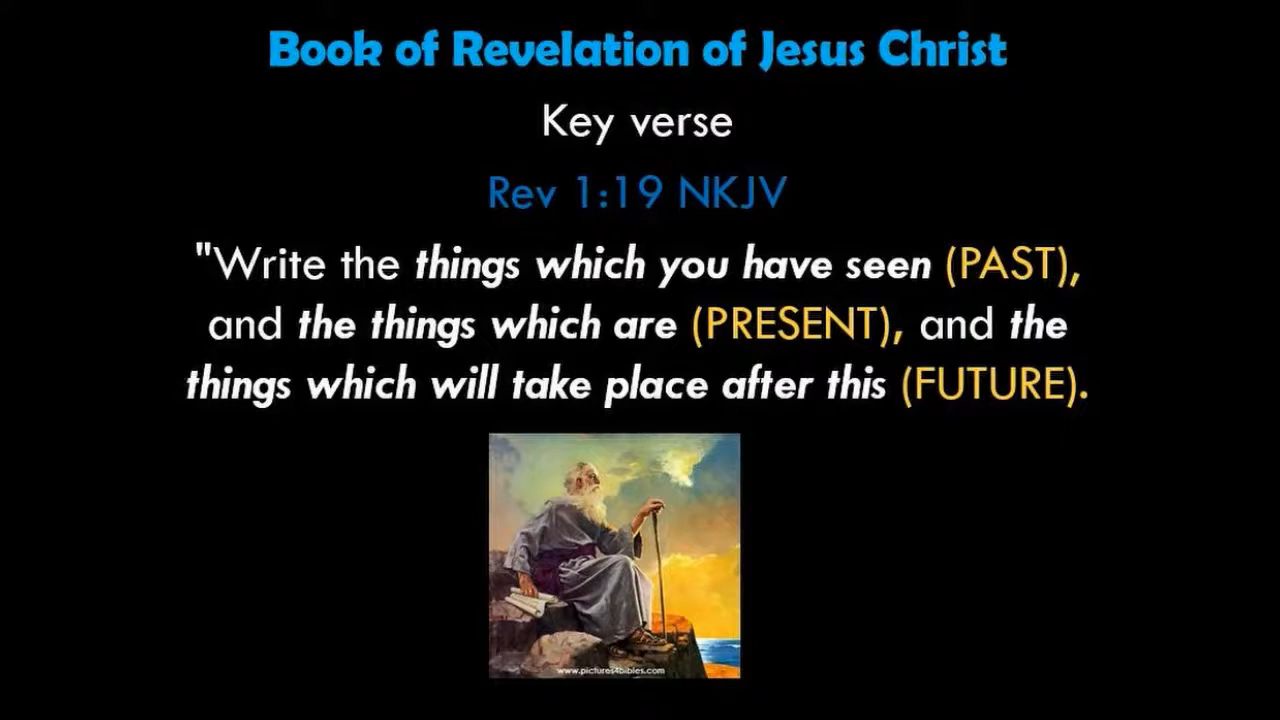 Book of Revelation of Jesus Christ
Key verse
Rev 1:19 NKJV
"Write the things which you have seen (PAST),
and the things which are (PRESENT), and the
things which will take place after this (FUTURE).
www.pictures4bibles.com